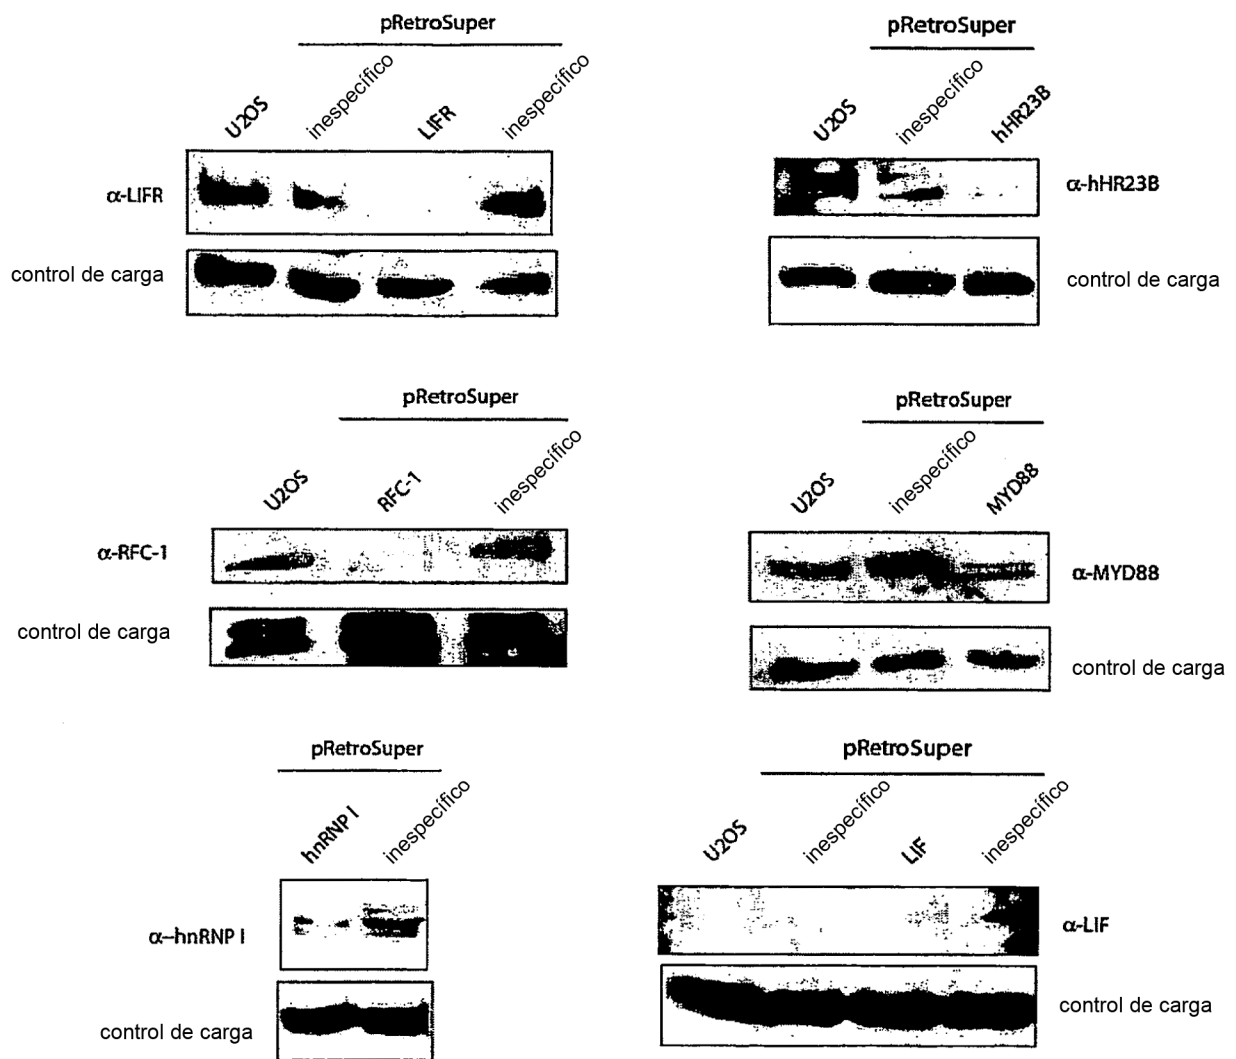 pRetroSuper
U2OS
inespecífico
LIFR
inespecífico
α-LIFR
control de carga
pRetroSuper
U2OS
inespecífico
hHR23B
α-hHR23B
control de carga
pRetroSuper
U2OS
RFC-1
inespecífico
α-RFC-1
control de carga
pRetroSuper
U2OS
inespecífico
MYD88
α-MYD88
control de carga
pRetroSuper
hnRNP I
inespecífico
α-hnRNP I
control de carga
pRetroSuper
U2OS
inespecífico
LIF
inespecífico
α-LIF
control de carga